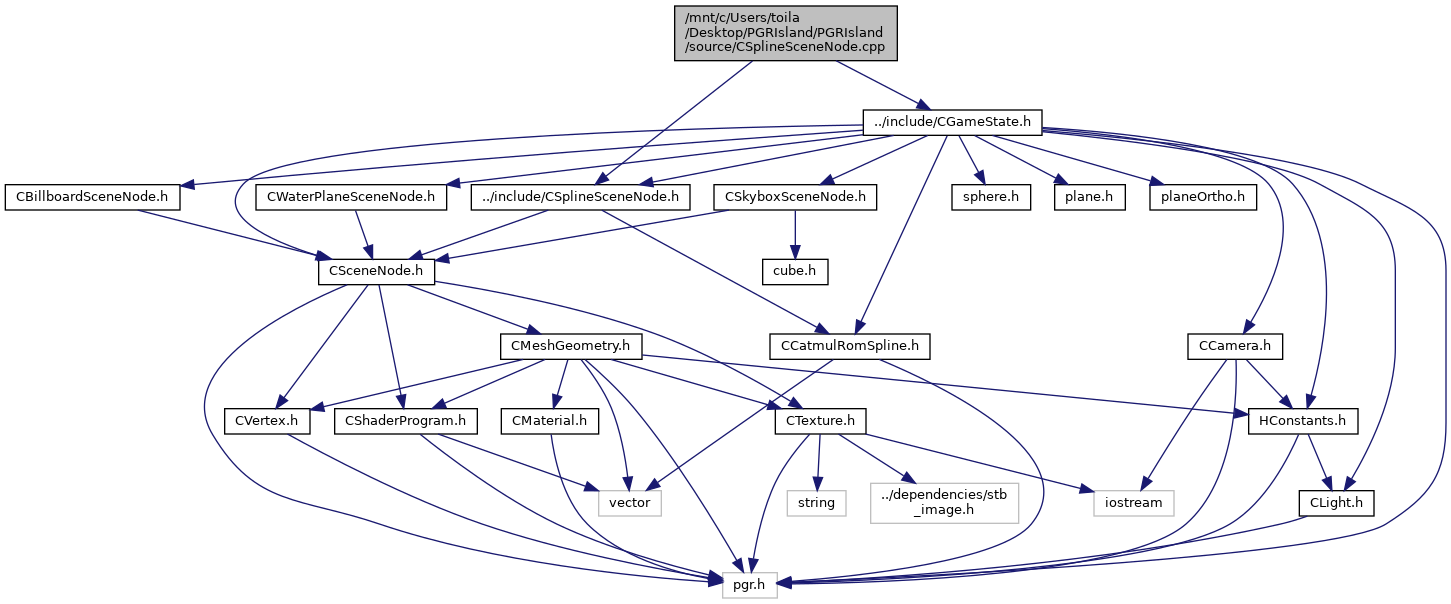 /mnt/c/Users/toila
/Desktop/PGRIsland/PGRIsland
/source/CSplineSceneNode.cpp
../include/CGameState.h
CBillboardSceneNode.h
CWaterPlaneSceneNode.h
../include/CSplineSceneNode.h
CSkyboxSceneNode.h
sphere.h
plane.h
planeOrtho.h
CSceneNode.h
cube.h
CMeshGeometry.h
CCatmulRomSpline.h
CCamera.h
CVertex.h
CShaderProgram.h
CMaterial.h
CTexture.h
HConstants.h
vector
string
../dependencies/stb
_image.h
iostream
CLight.h
pgr.h